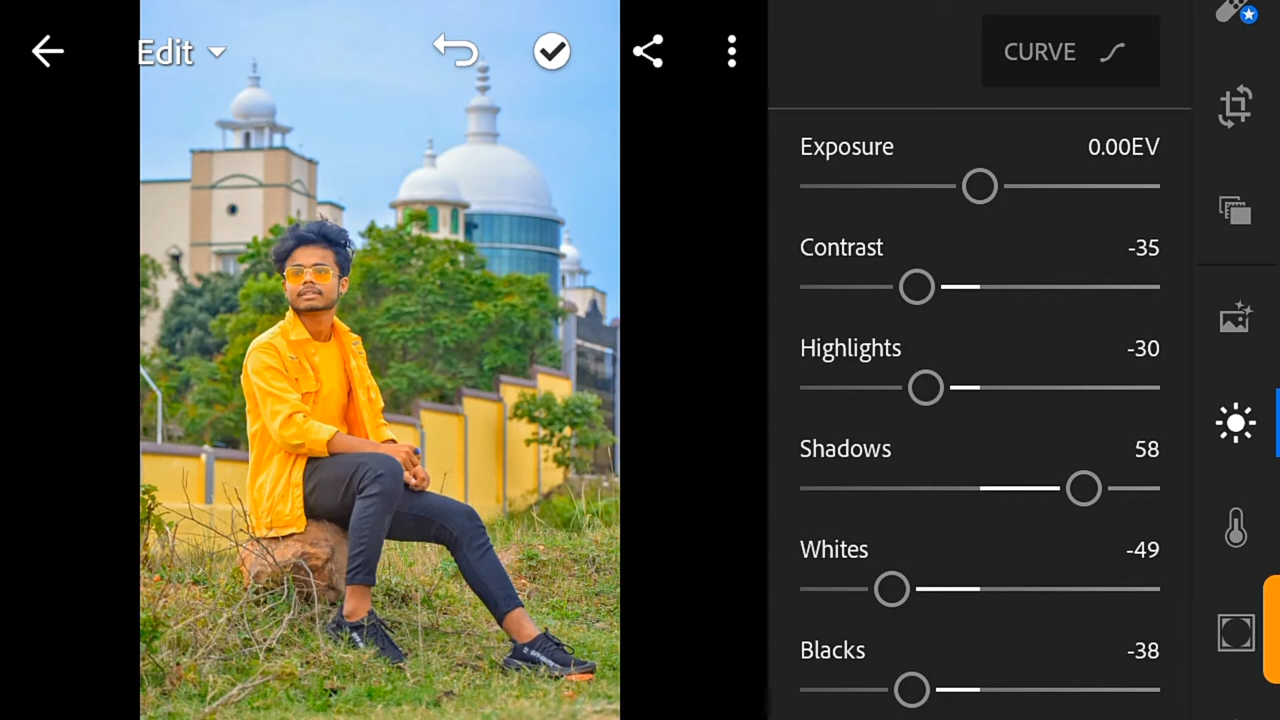 Edit
CURVE
Exposure 0.00EV
Contrast -35
Highlights -30
Shadows 58
Whites -49
Blacks -38